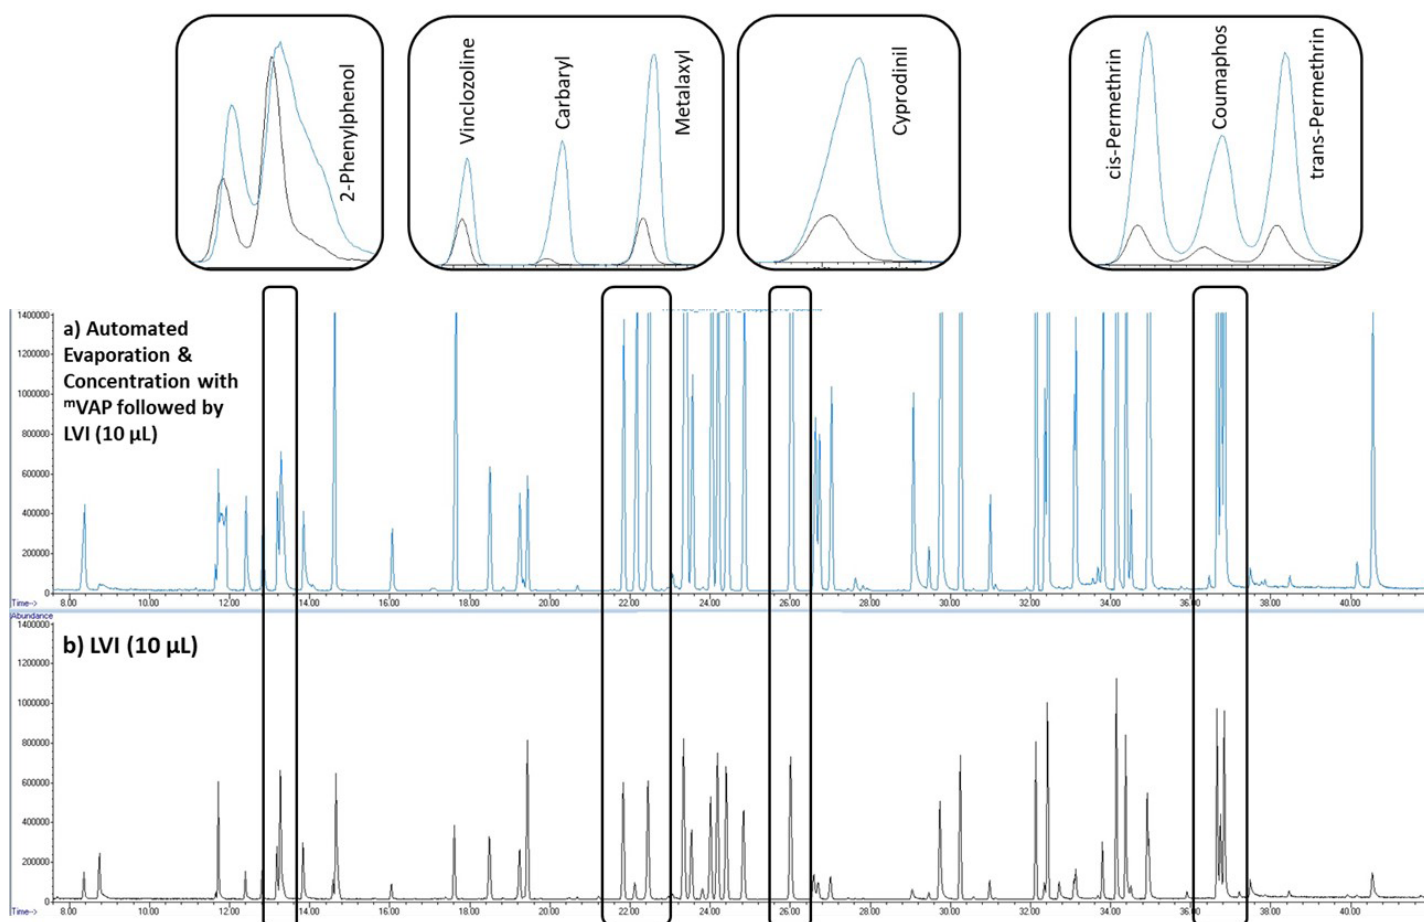 2-Phenylphenol
Vinclozoline
Carbaryl
Metalaxyl
Cyprodinil
cis-Permethrin
Coumaphos
trans-Permethrin
a) Automated
Evaporation &
Concentration with
ᵐVAP followed by
LVI (10 µL)
1400000
1200000
1000000
800000
600000
400000
200000
0
Time-->
8.00 10.00 12.00 14.00 16.00 18.00 20.00 22.00 24.00 26.00 28.00 30.00 32.00 34.00 36.00 38.00 40.00
Abundance
b) LVI (10 µL)
1400000
1200000
1000000
800000
600000
400000
200000
0
Time-->
8.00 10.00 12.00 14.00 16.00 18.00 20.00 22.00 24.00 26.00 28.00 30.00 32.00 34.00 36.00 38.00 40.00